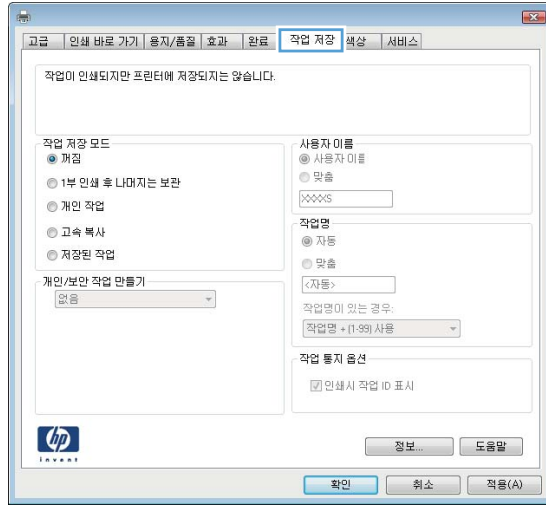 고급 인쇄 바로 가기 용지/품질 효과 완료 작업 저장 색상 서비스
작업이 인쇄되지만 프린터에 저장되지는 않습니다.
작업 저장 모드
꺼짐
1부 인쇄 후 나머지는 보관
개인 작업
고속 복사
저장된 작업
개인/보안 작업 만들기
없음
사용자 이름
사용자 이름
맞춤
XXXXS
작업명
자동
맞춤
<자동>
작업명이 있는 경우:
작업명 + (1-99) 사용
작업 통지 옵션
인쇄시 작업 ID 표시
hp
invent
정보... 도움말
확인 취소 적용(A)